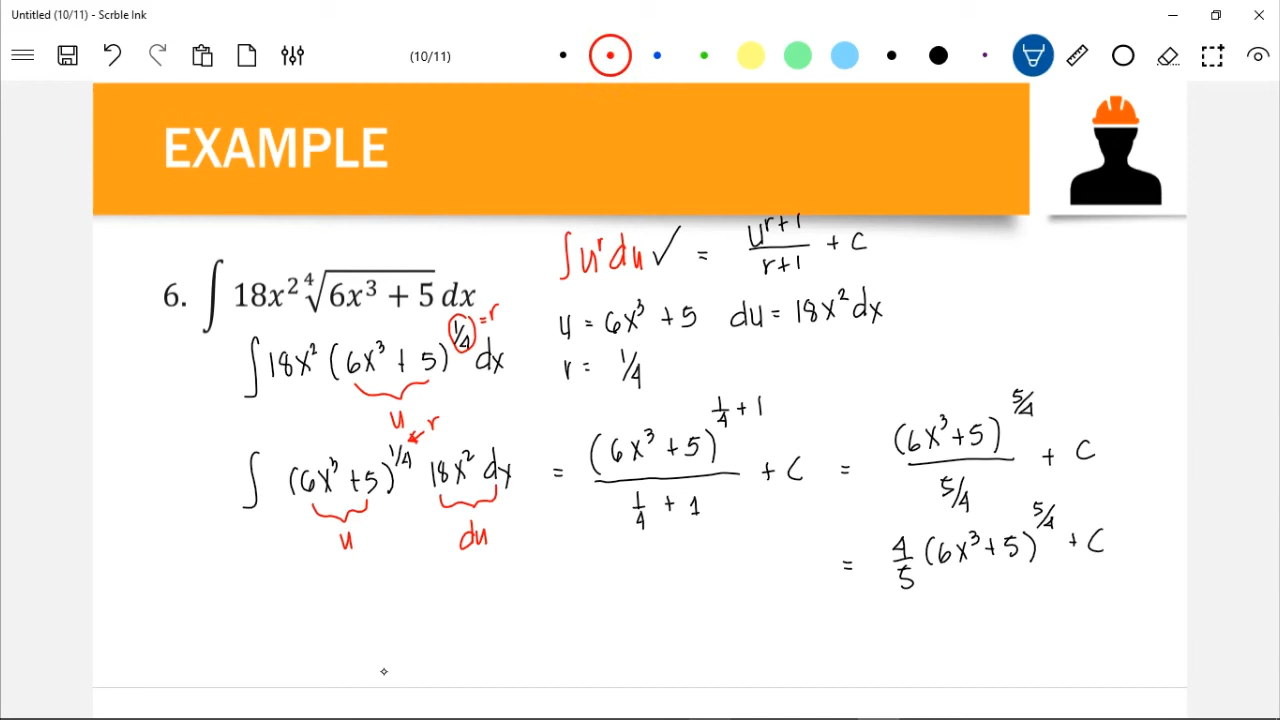 Untitled (10/11) - Scrble Ink
(10/11)
EXAMPLE
6. ∫ 18x² ⁴√(6x³ + 5) dx
∫ u^r du ✓ = u^(r+1) / (r+1) + C
u = 6x³ + 5 du = 18x² dx
r = 1/4
∫ 18x² (6x³ + 5)^(1/4) dx
= r
u
r
∫ (6x³ + 5)^(1/4) 18x² dx = (6x³ + 5)^(1/4 + 1) / (1/4 + 1) + C = (6x³ + 5)^(5/4) / (5/4) + C
u du
= 4/5 (6x³ + 5)^(5/4) + C